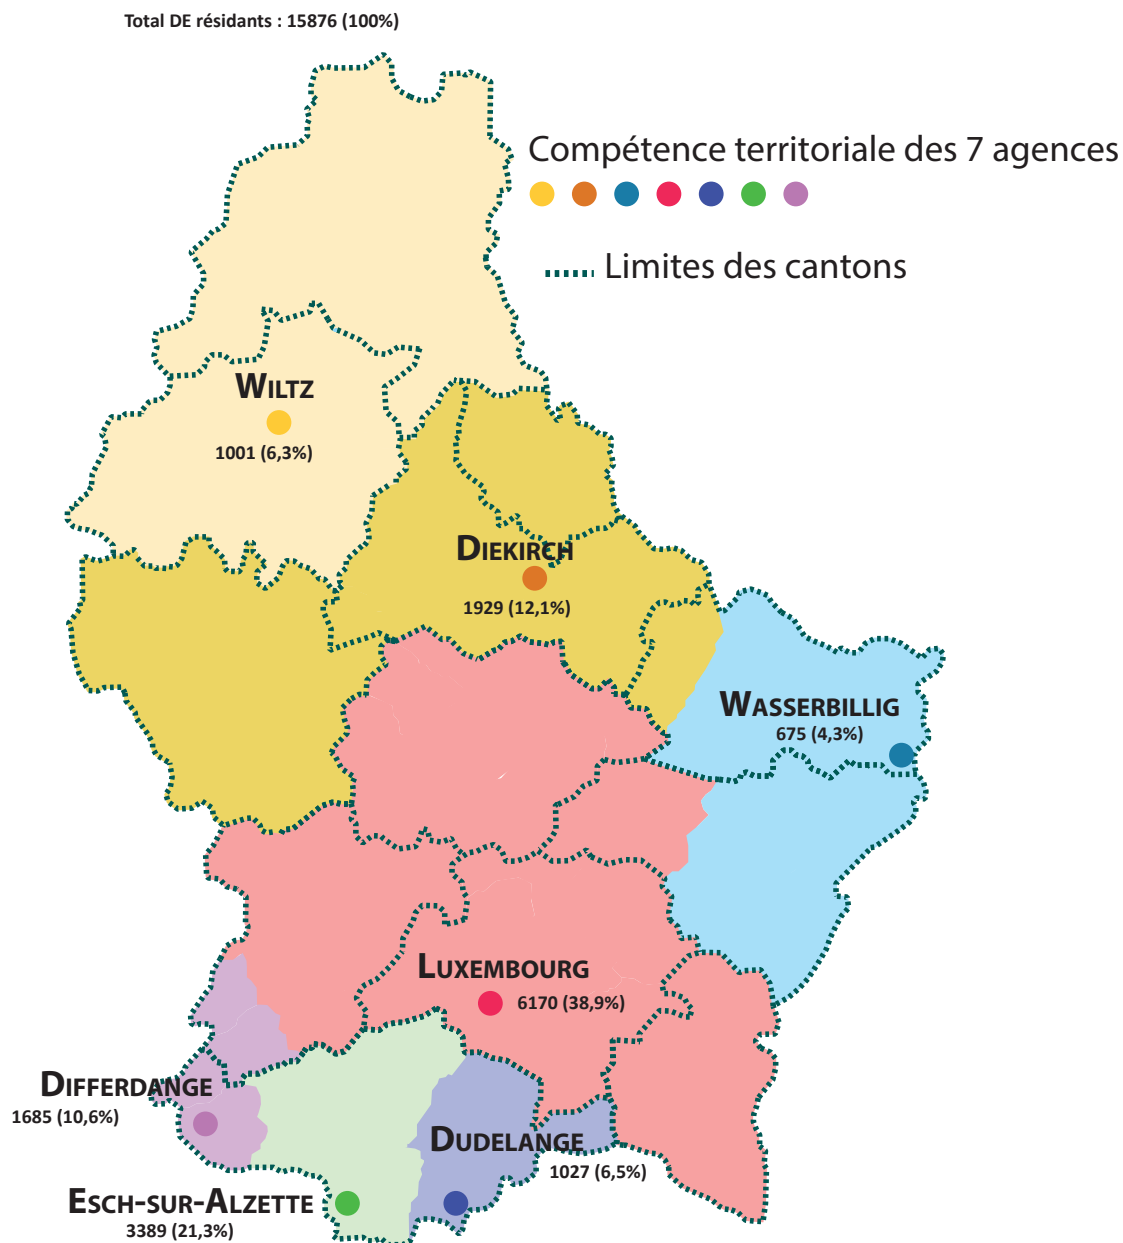 Total DE résidants : 15876 (100%)
Compétence territoriale des 7 agences
Limites des cantons
Wiltz
1001 (6,3%)
Diekirch
1929 (12,1%)
Wasserbillig
675 (4,3%)
Luxembourg
6170 (38,9%)
Differdange
1685 (10,6%)
Dudelange
1027 (6,5%)
Esch-sur-Alzette
3389 (21,3%)